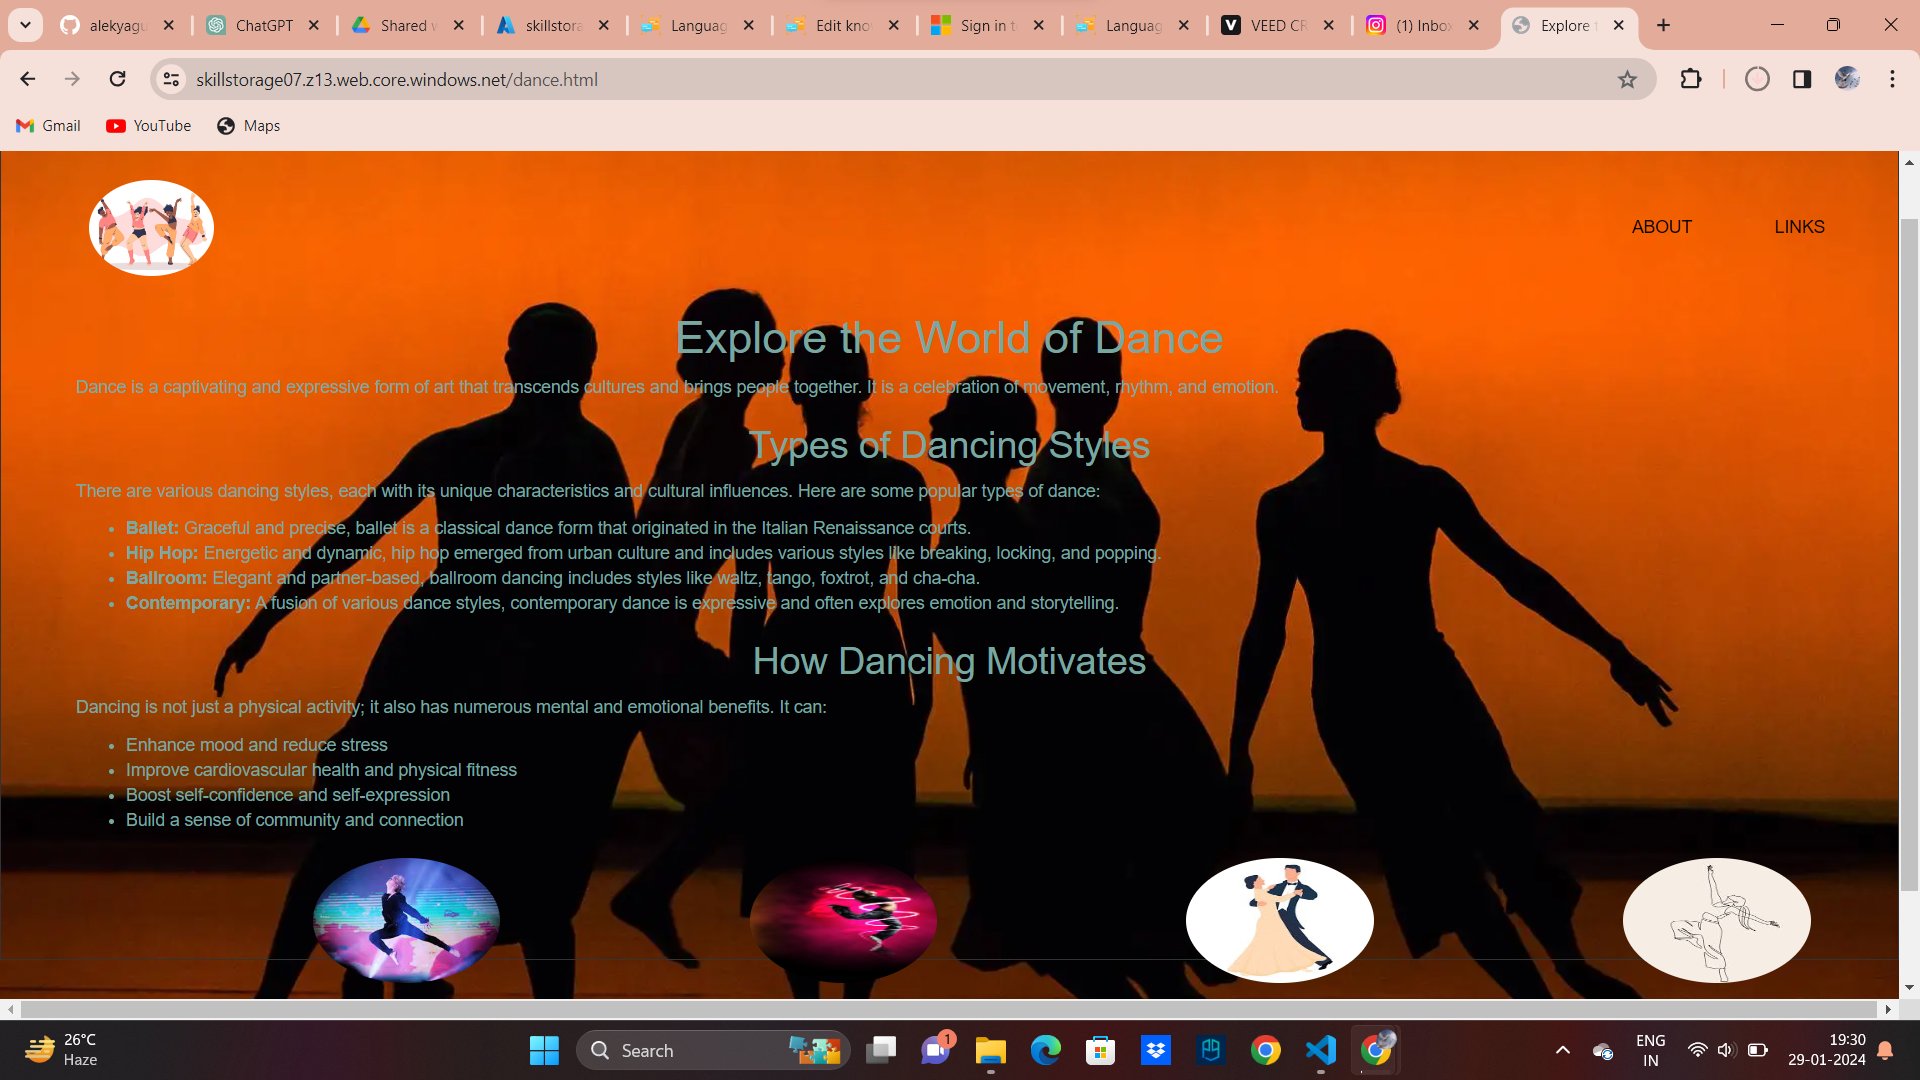 alekyagu
ChatGPT
Shared v
skillstora
Languag
Edit kno
Sign in t
Languag
VEED CR
(1) Inbo
Explore t
skillstorage07.z13.web.core.windows.net/dance.html
Gmail
YouTube
Maps
ABOUT
LINKS
Explore the World of Dance
Dance is a captivating and expressive form of art that transcends cultures and brings people together. It is a celebration of movement, rhythm, and emotion.
Types of Dancing Styles
There are various dancing styles, each with its unique characteristics and cultural influences. Here are some popular types of dance:
• Ballet: Graceful and precise, ballet is a classical dance form that originated in the Italian Renaissance courts.
• Hip Hop: Energetic and dynamic, hip hop emerged from urban culture and includes various styles like breaking, locking, and popping.
• Ballroom: Elegant and partner-based, ballroom dancing includes styles like waltz, tango, foxtrot, and cha-cha.
• Contemporary: A fusion of various dance styles, contemporary dance is expressive and often explores emotion and storytelling.
How Dancing Motivates
Dancing is not just a physical activity; it also has numerous mental and emotional benefits. It can:
• Enhance mood and reduce stress
• Improve cardiovascular health and physical fitness
• Boost self-confidence and self-expression
• Build a sense of community and connection
26°C
Haze
Search
1
ENG
IN
19:30
29-01-2024